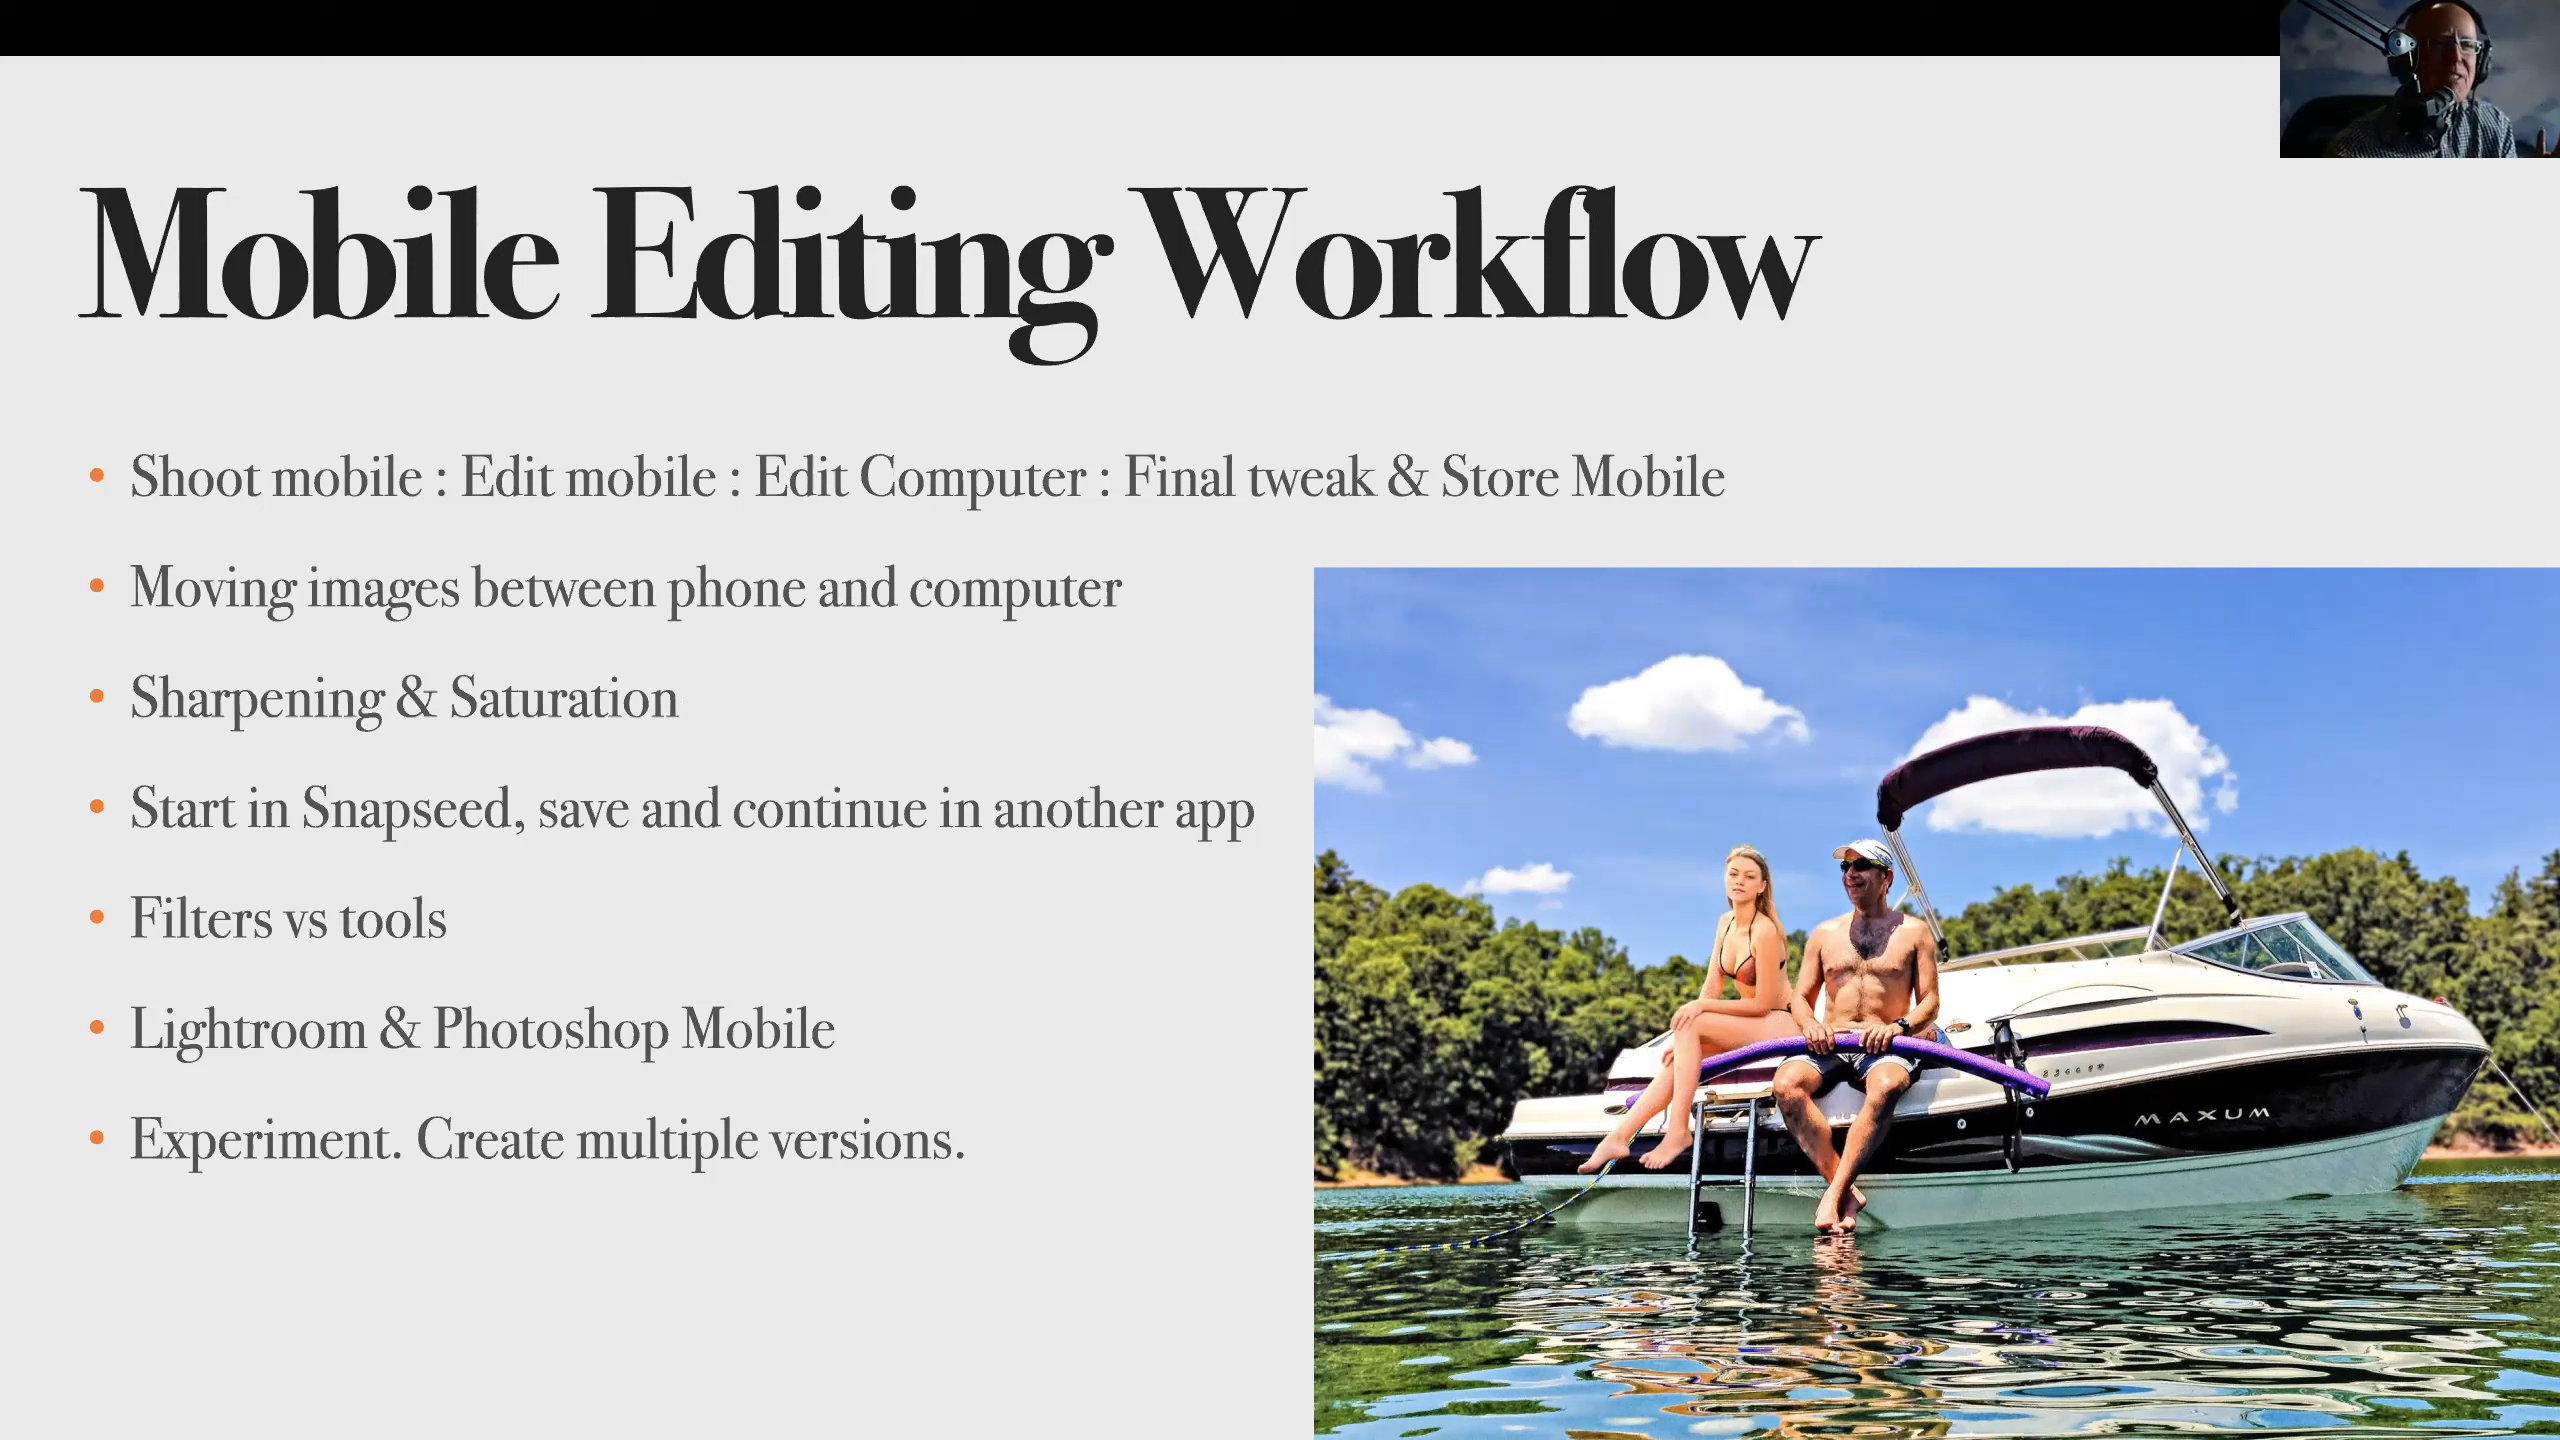 Mobile Editing Workflow
• Shoot mobile : Edit mobile : Edit Computer : Final tweak & Store Mobile
• Moving images between phone and computer
• Sharpening & Saturation
• Start in Snapseed, save and continue in another app
• Filters vs tools
• Lightroom & Photoshop Mobile
• Experiment. Create multiple versions.
MAXUM